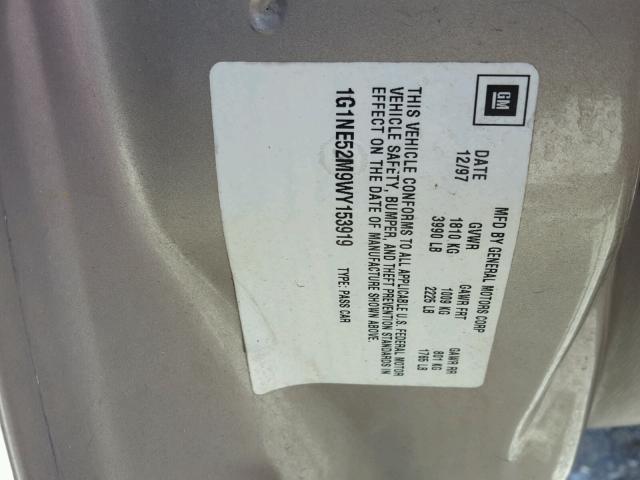 GM
MFD BY GENERAL MOTORS CORP
DATE GVWR GAWR FRT GAWR RR
12/97 1810 KG 1009 KG 801 KG
3990 LB 2225 LB 1765 LB
THIS VEHICLE CONFORMS TO ALL APPLICABLE U.S. FEDERAL MOTOR
VEHICLE SAFETY, BUMPER, AND THEFT PREVENTION STANDARDS IN
EFFECT ON THE DATE OF MANUFACTURE SHOWN ABOVE.
1G1NE52M9WY153919 TYPE: PASS CAR